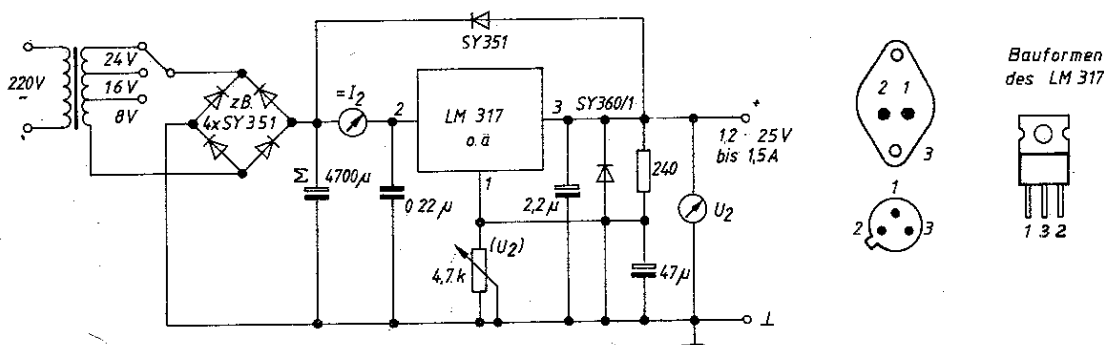 220V
~
24V
16V
8V
z.B.
4xSY351
Σ
4700µ
=I2
2
0,22µ
LM 317
o.ä
1
3
SY351
SY360/1
(U2)
4,7k
2,2µ
240
47µ
U2
+
1,2 - 25V
bis 1,5A
⊥
2 1
3
1
2
3
Bauformen
des LM 317
1 3 2